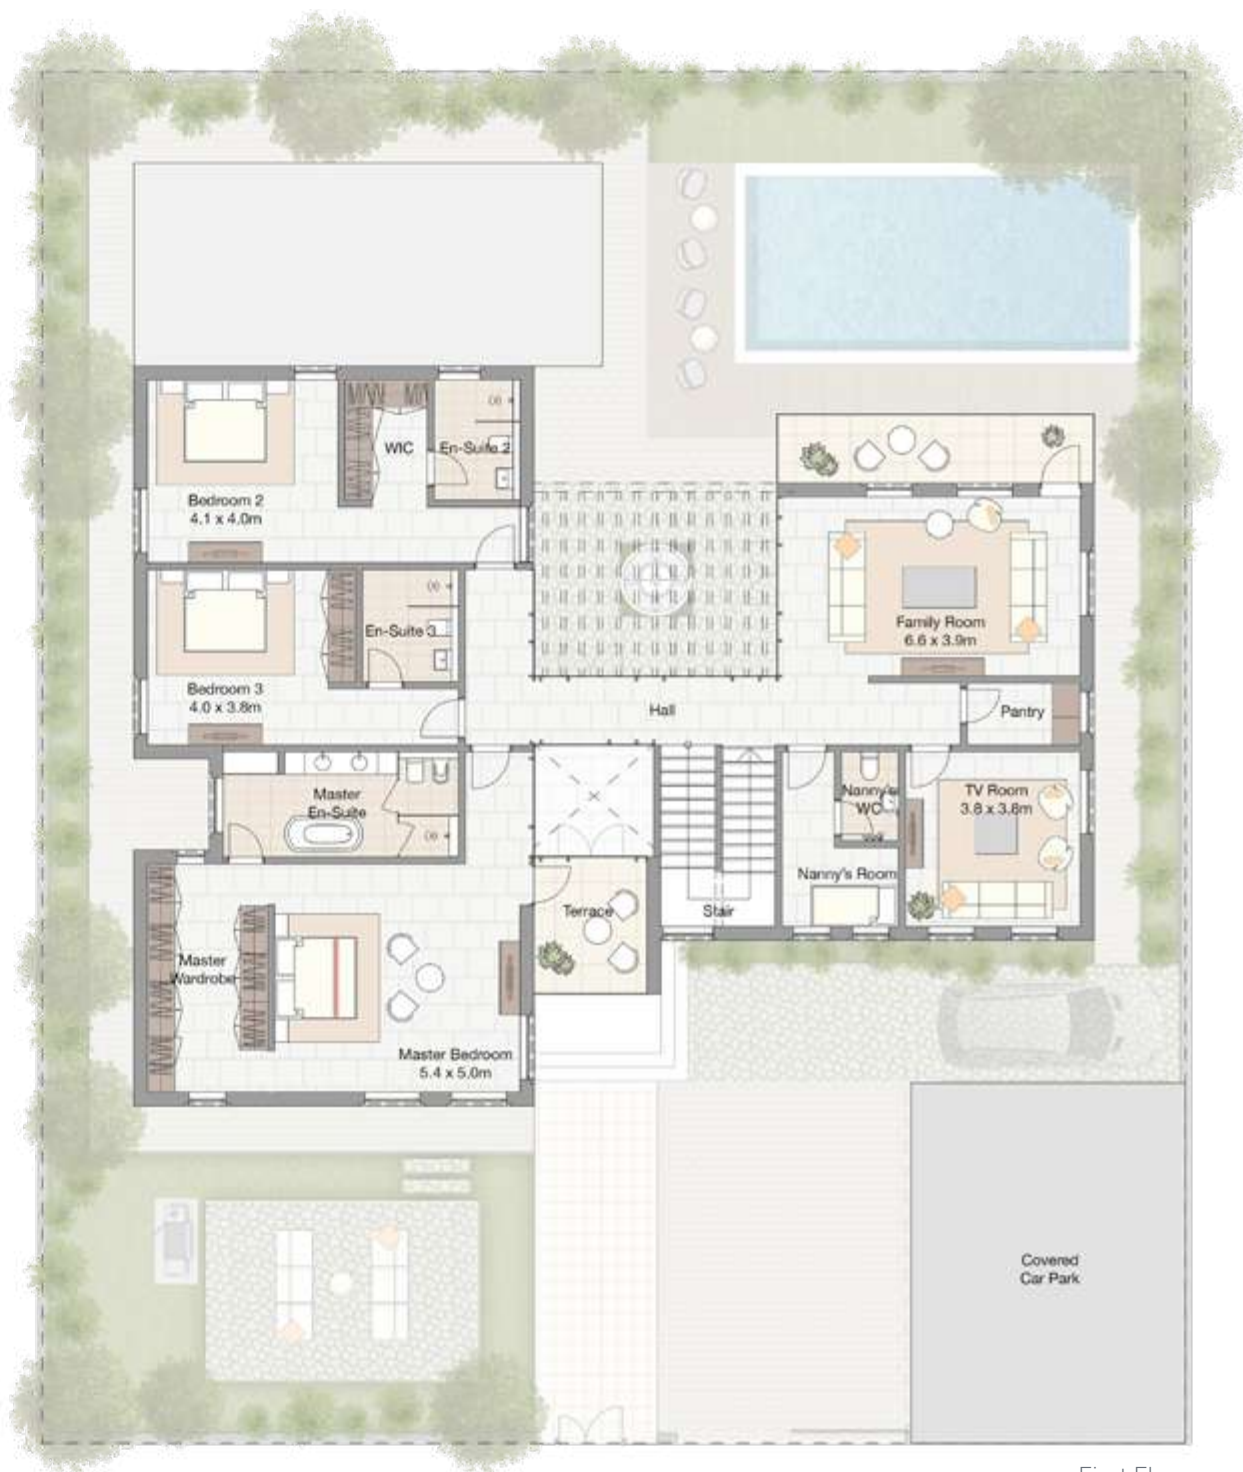 WIC
En-Suite 2
Bedroom 2
4.1 x 4.0m
Family Room
6.6 x 3.9m
En-Suite 3
Bedroom 3
4.0 x 3.8m
Hall
Pantry
Master
En-Suite
Nanny's
WC
TV Room
3.8 x 3.8m
Nanny's Room
Terrace
Stair
Master
Wardrobe
Master Bedroom
5.4 x 5.0m
Covered
Car Park